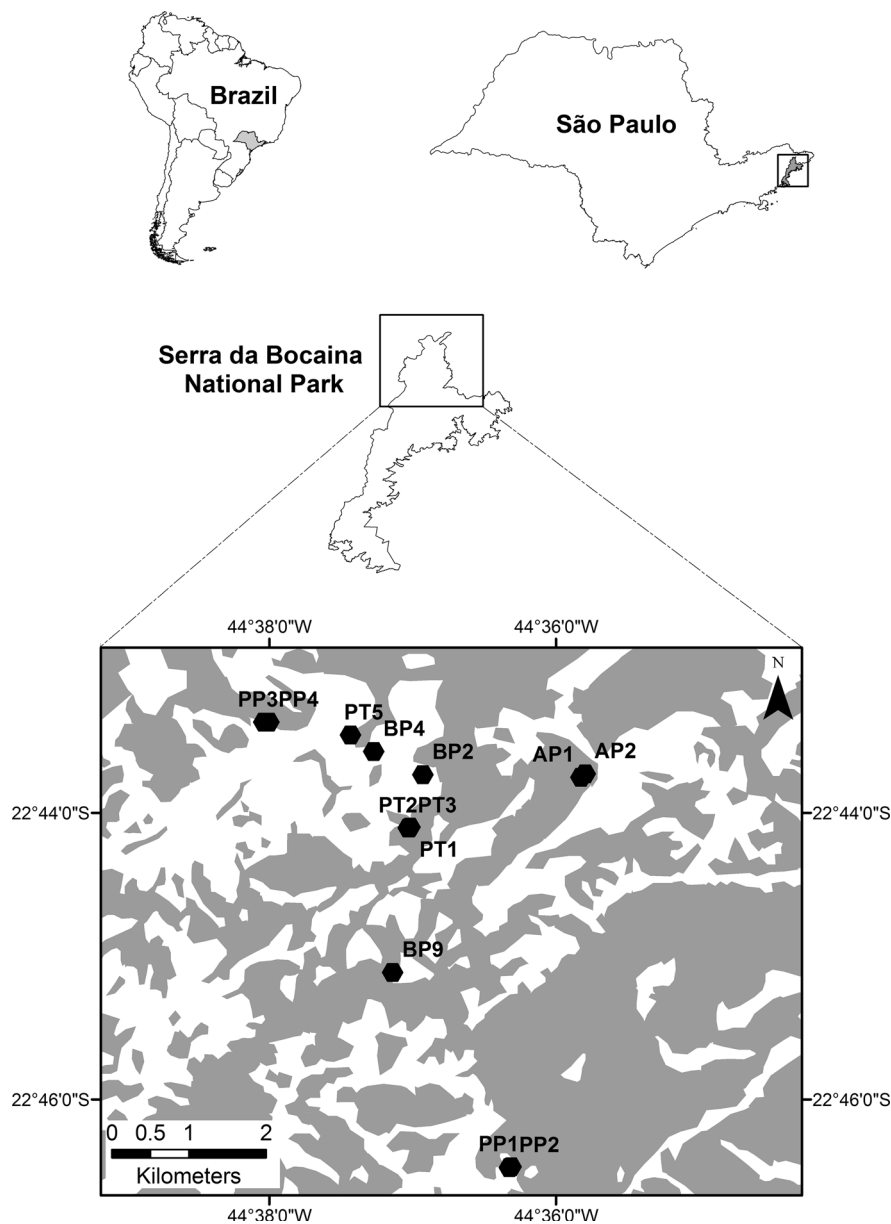 Brazil
São Paulo
Serra da Bocaina
National Park
44°38'0"W
44°36'0"W
N
PP3PP4
PT5
BP4
BP2
AP1
AP2
22°44'0"S
22°44'0"S
PT2PT3
PT1
BP9
22°46'0"S
22°46'0"S
0 0.5 1 2
Kilometers
PP1PP2
44°38'0"W
44°36'0"W